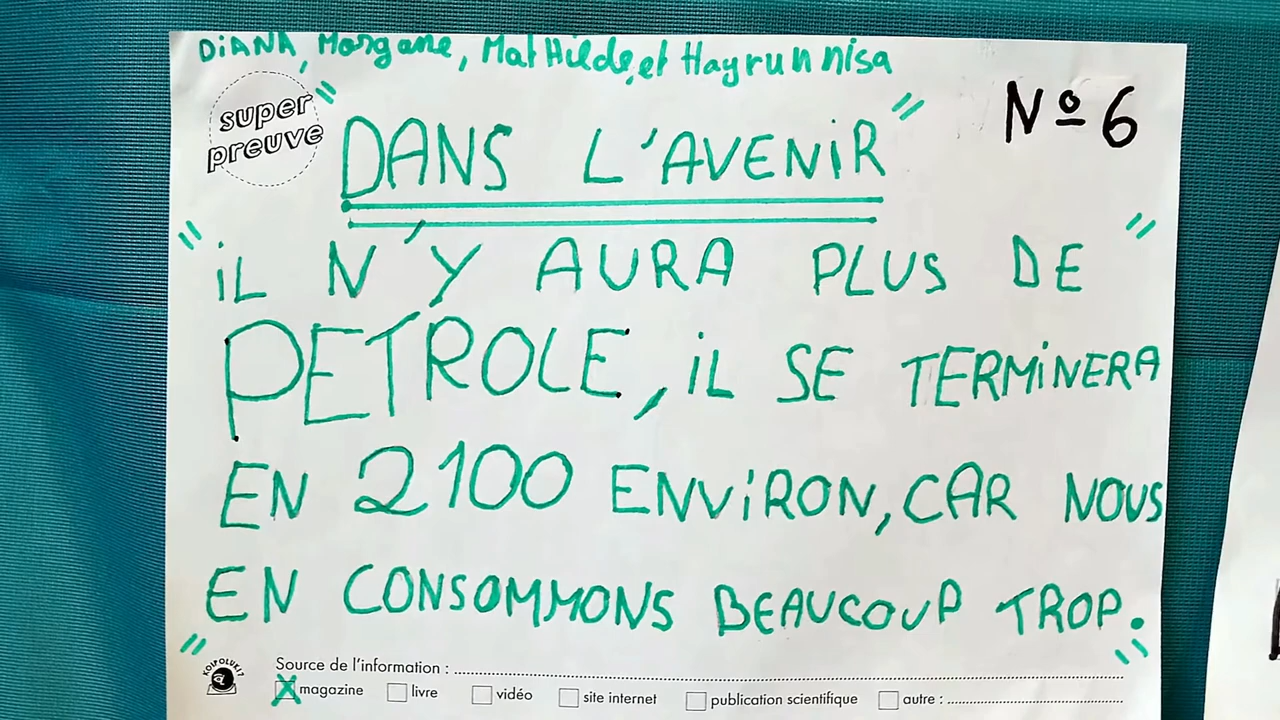 DiANA, Morgane, Mathilde, et Hayrunnisa
super
preuve
N° 6
"DANS L'AVENiR"
"iL N'Y AURA PLUS DE"
PETROLE, iL SE TERMiNERA
EN 2100 ENViRON, CAR NOUS
EN CONSOMMONS BEAUCOUP TROP.
Source de l'information :
magazine livre vidéo site internet publication scientifique autre :